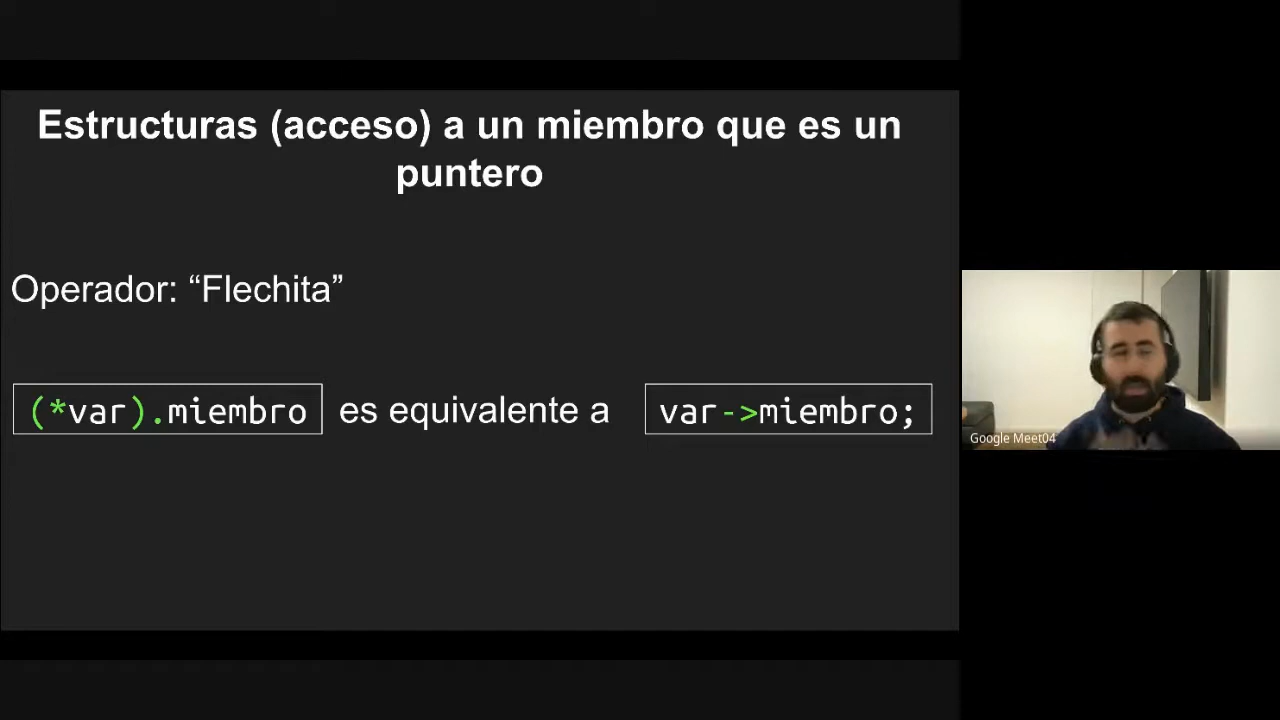 Estructuras (acceso) a un miembro que es un
puntero
Operador: “Flechita”
(*var).miembro es equivalente a var->miembro;
Google Meet04